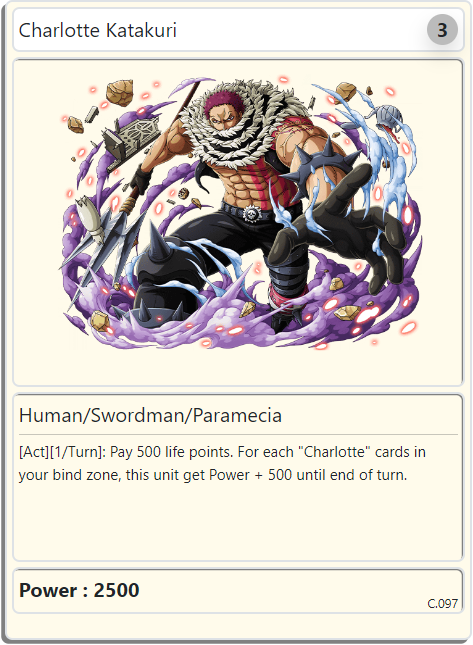 Charlotte Katakuri
3
Human/Swordman/Paramecia
[Act][1/Turn]: Pay 500 life points. For each "Charlotte" cards in
your bind zone, this unit get Power + 500 until end of turn.
Power : 2500
C.097